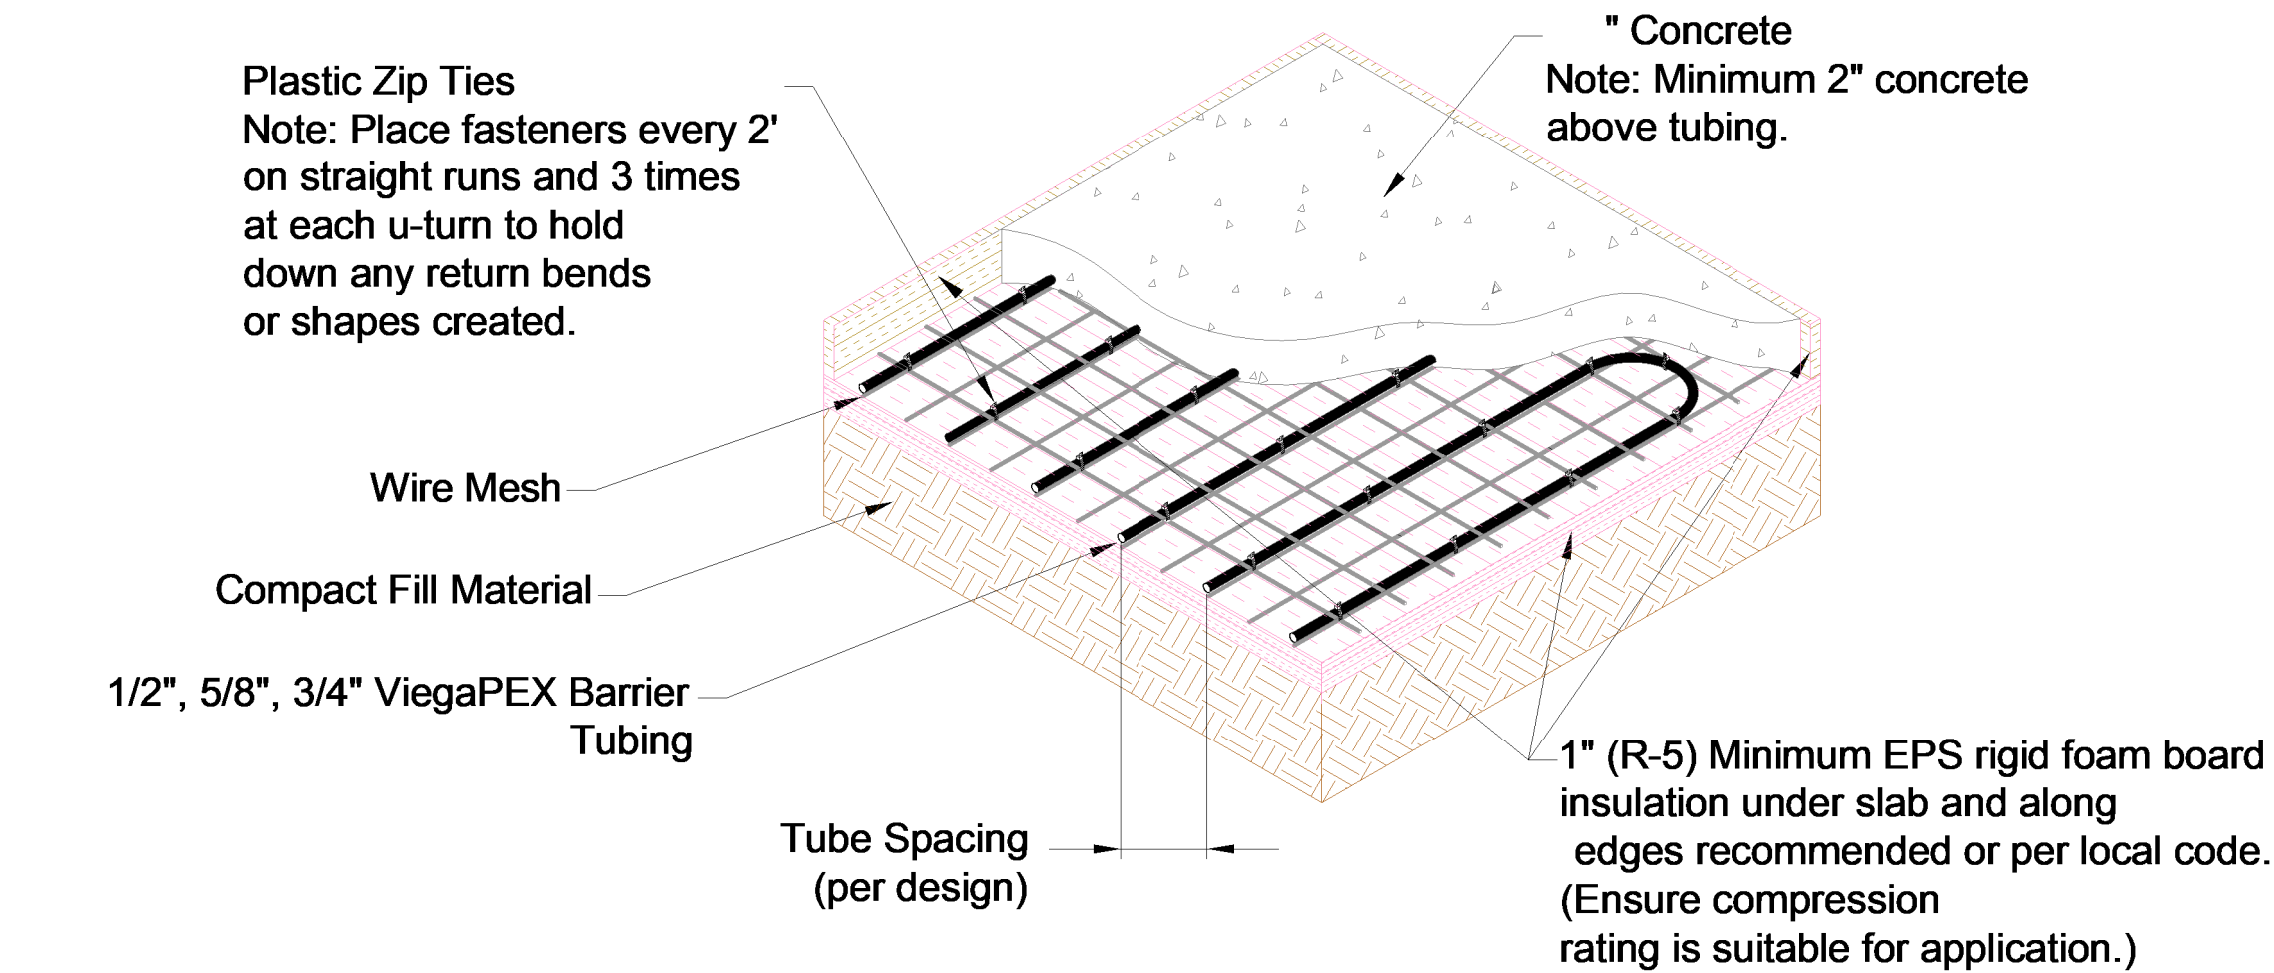 Plastic Zip Ties
Note: Place fasteners every 2'
on straight runs and 3 times
at each u-turn to hold
down any return bends
or shapes created.
" Concrete
Note: Minimum 2" concrete
above tubing.
Wire Mesh
Compact Fill Material
1/2", 5/8", 3/4" ViegaPEX Barrier
Tubing
Tube Spacing
(per design)
1" (R-5) Minimum EPS rigid foam board
insulation under slab and along
edges recommended or per local code.
(Ensure compression
rating is suitable for application.)